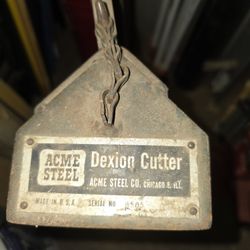 ACME
STEEL
Dexion Cutter
ACME STEEL CO. CHICAGO 8, ILL.
MADE IN U.S.A. SERIAL NO.